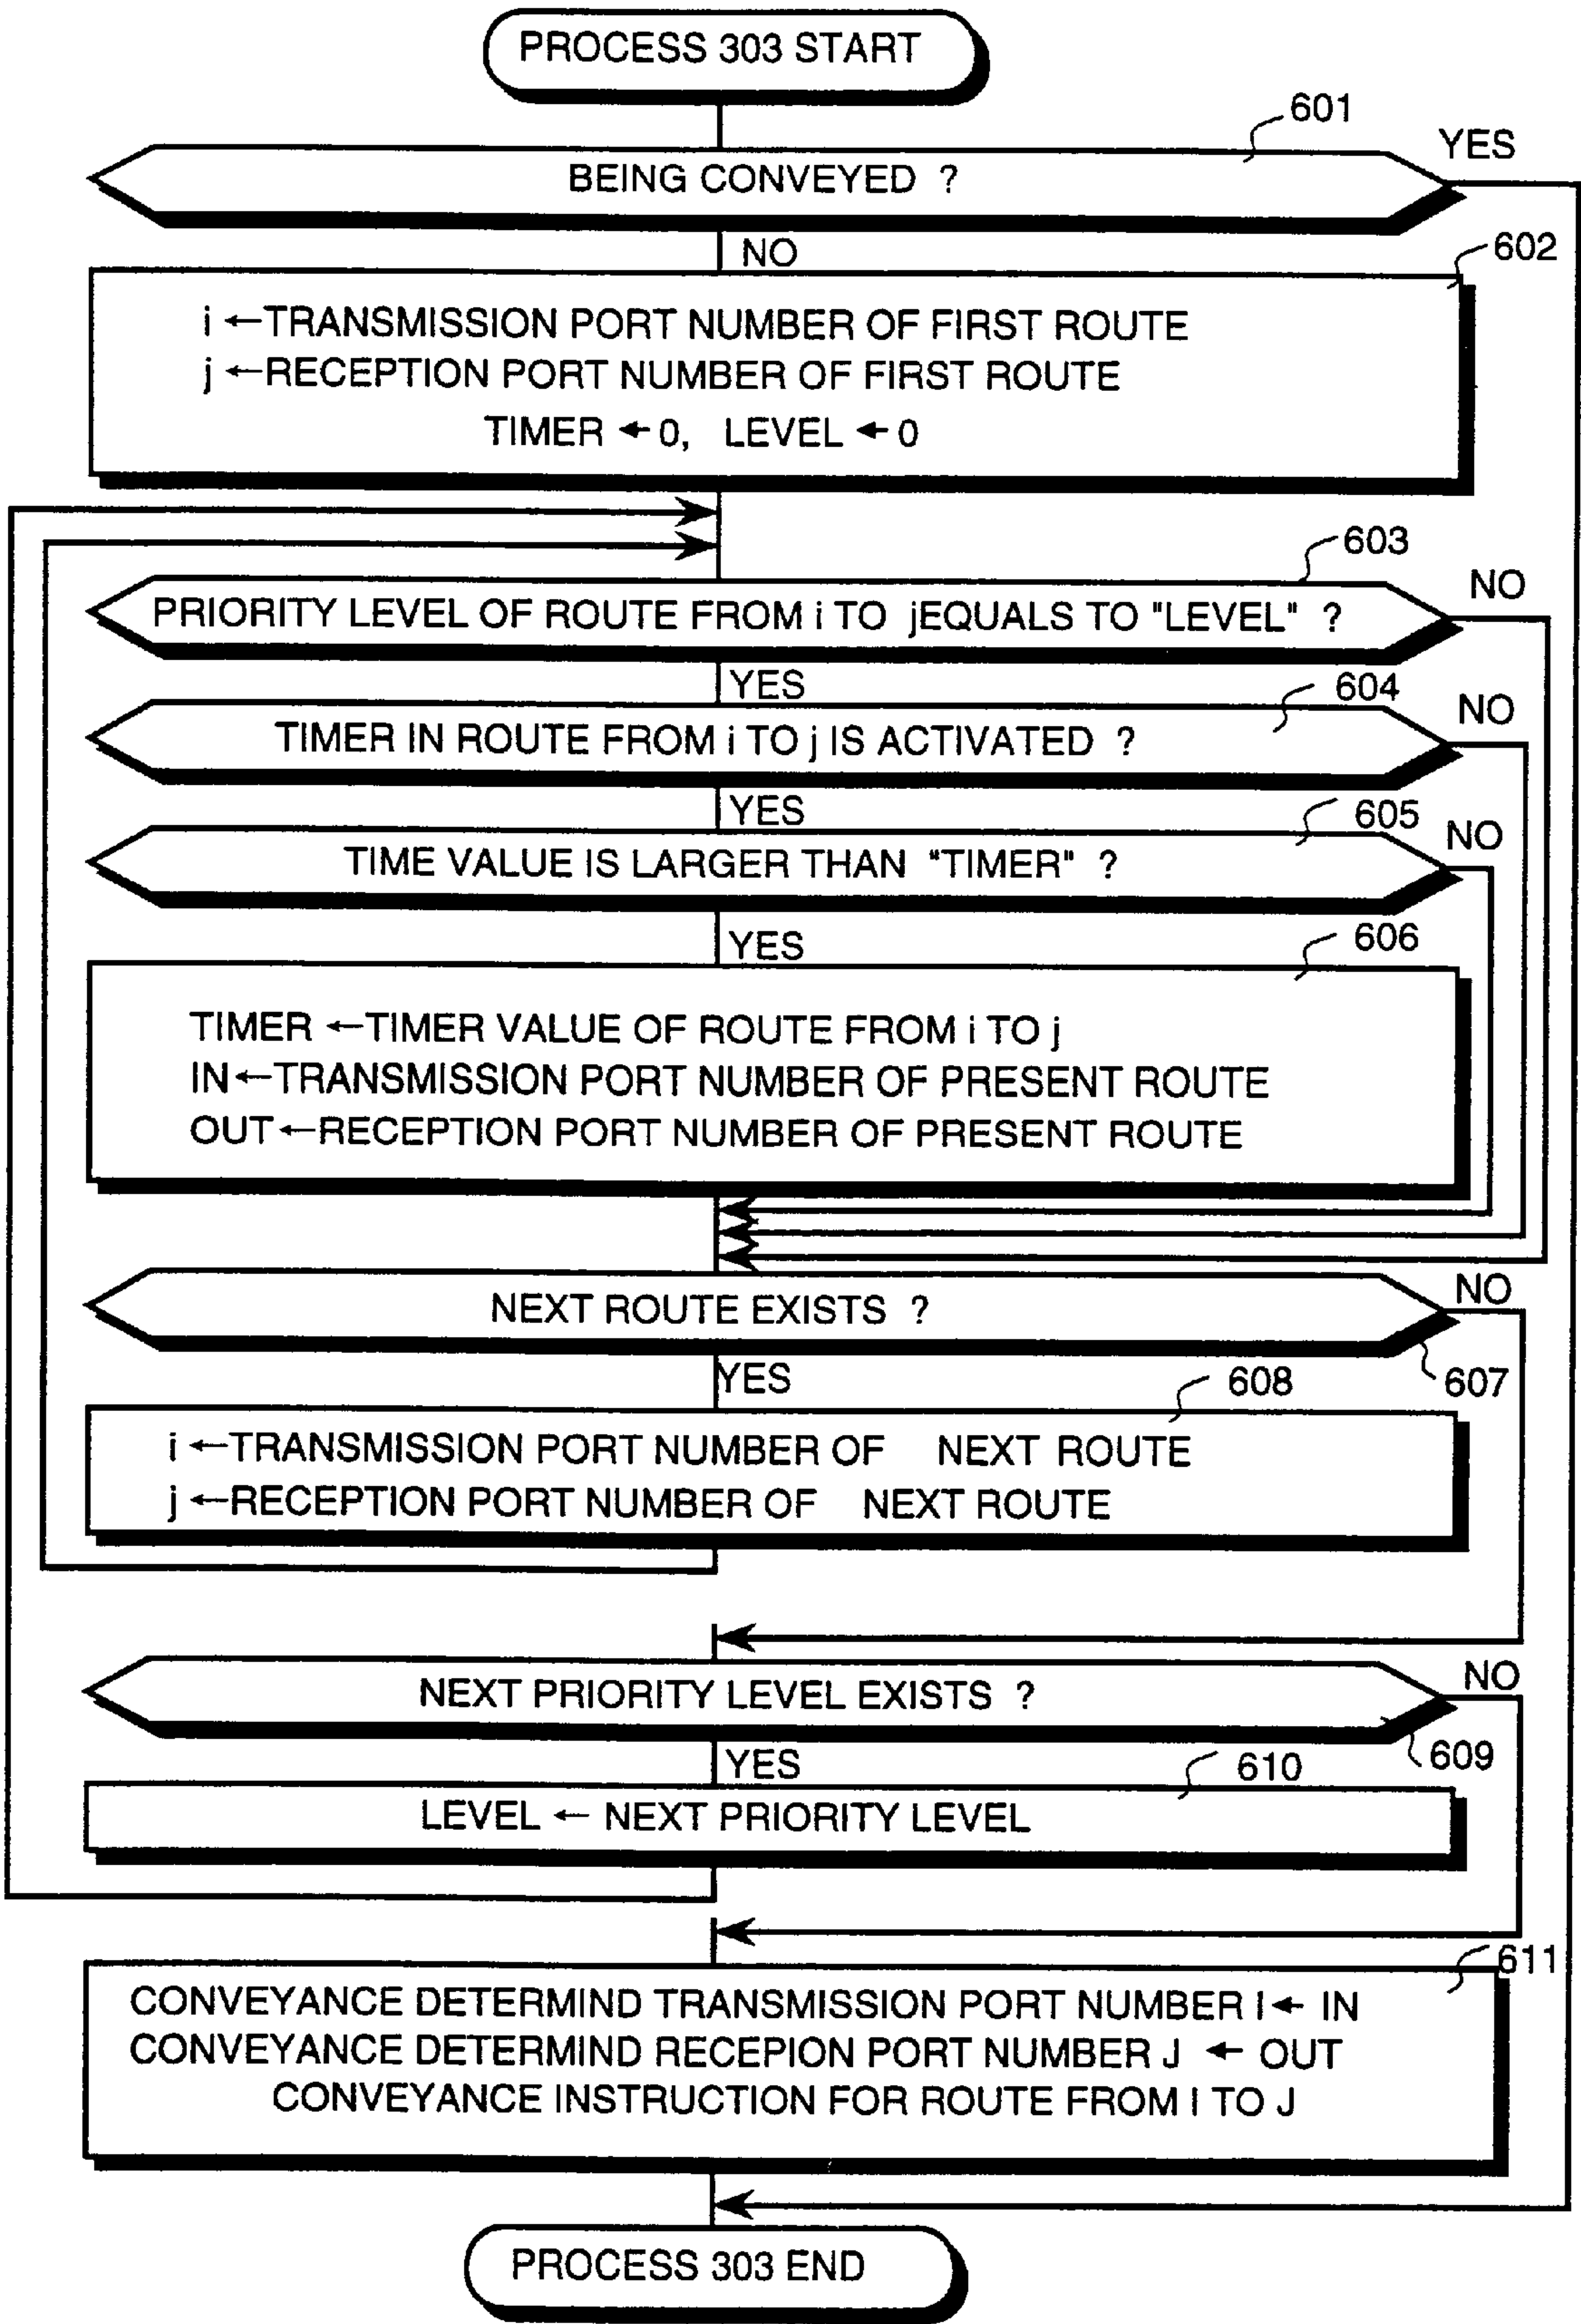 PROCESS 303 START
601
YES
BEING CONVEYED ?
NO
602
i ←TRANSMISSION PORT NUMBER OF FIRST ROUTE
j ←RECEPTION PORT NUMBER OF FIRST ROUTE
TIMER ← 0, LEVEL ← 0
603
NO
PRIORITY LEVEL OF ROUTE FROM i TO jEQUALS TO "LEVEL" ?
YES
604
NO
TIMER IN ROUTE FROM i TO j IS ACTIVATED ?
YES
605
NO
TIME VALUE IS LARGER THAN "TIMER" ?
YES
606
TIMER ←TIMER VALUE OF ROUTE FROM i TO j
IN←TRANSMISSION PORT NUMBER OF PRESENT ROUTE
OUT←RECEPTION PORT NUMBER OF PRESENT ROUTE
NO
NEXT ROUTE EXISTS ?
YES
608
607
i ←TRANSMISSION PORT NUMBER OF NEXT ROUTE
j ←RECEPTION PORT NUMBER OF NEXT ROUTE
NO
NEXT PRIORITY LEVEL EXISTS ?
609
YES
610
LEVEL ← NEXT PRIORITY LEVEL
611
CONVEYANCE DETERMIND TRANSMISSION PORT NUMBER I← IN
CONVEYANCE DETERMIND RECEPION PORT NUMBER J ← OUT
CONVEYANCE INSTRUCTION FOR ROUTE FROM I TO J
PROCESS 303 END